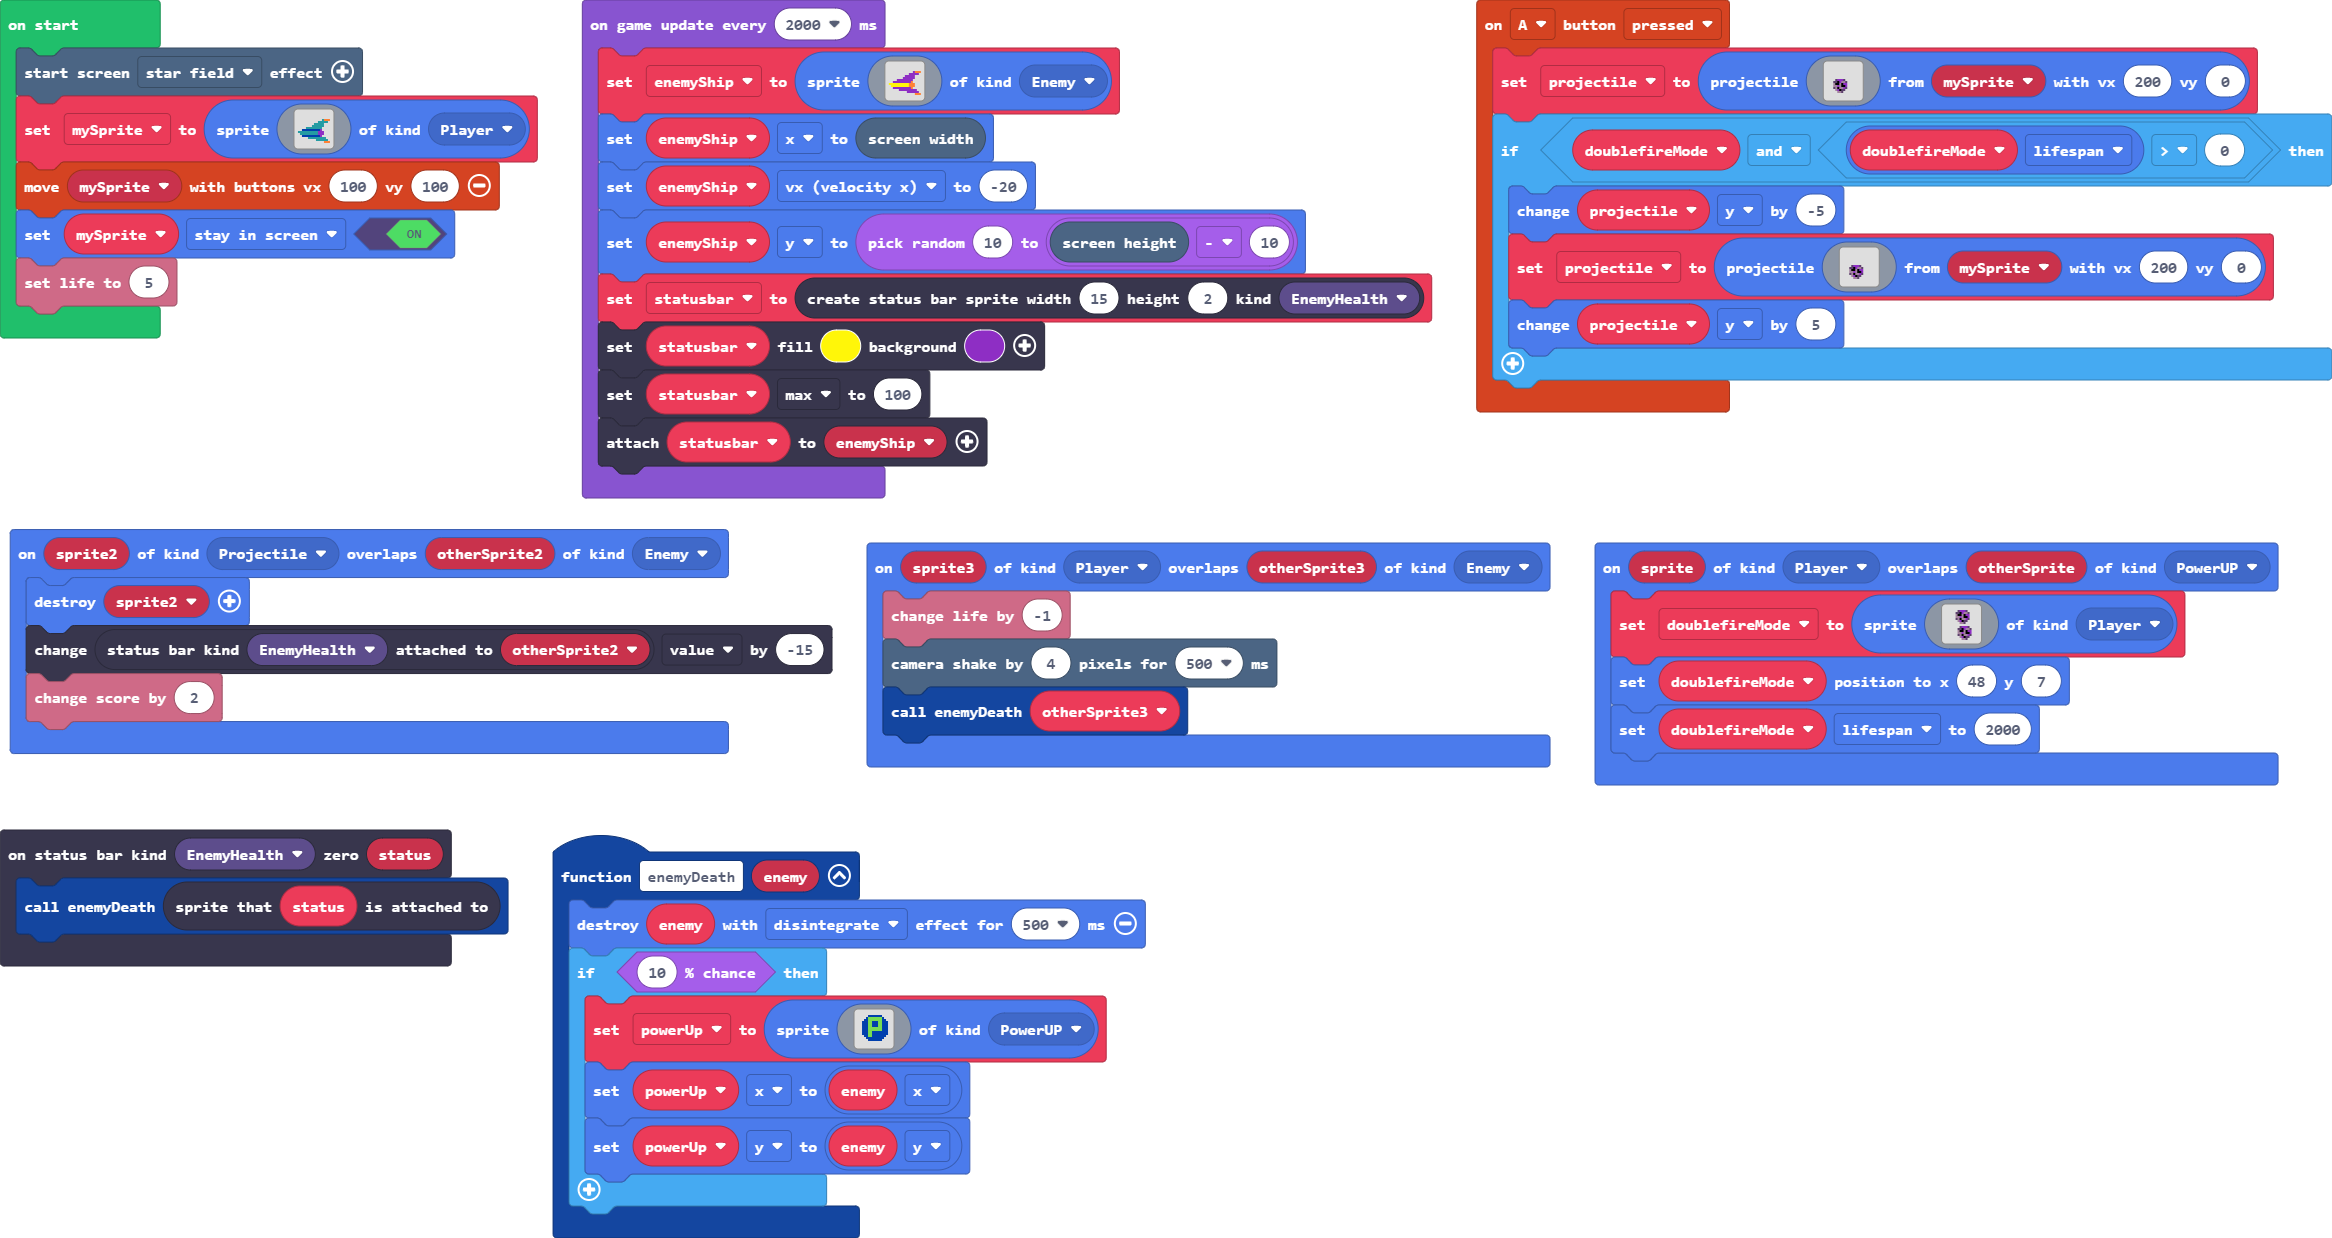 on start
start screen star field effect
set mySprite to sprite of kind Player
move mySprite with buttons vx 100 vy 100
set mySprite stay in screen ON
set life to 5
on game update every 2000 ms
set enemyShip to sprite of kind Enemy
set enemyShip x to screen width
set enemyShip vx (velocity x) to -20
set enemyShip y to pick random 10 to screen height - 10
set statusbar to create status bar sprite width 15 height 2 kind EnemyHealth
set statusbar fill background
set statusbar max to 100
attach statusbar to enemyShip
on A button pressed
set projectile to projectile from mySprite with vx 200 vy 0
if doublefireMode and doublefireMode lifespan > 0 then
change projectile y by -5
set projectile to projectile from mySprite with vx 200 vy 0
change projectile y by 5
on sprite2 of kind Projectile overlaps otherSprite2 of kind Enemy
destroy sprite2
change status bar kind EnemyHealth attached to otherSprite2 value by -15
change score by 2
on sprite3 of kind Player overlaps otherSprite3 of kind Enemy
change life by -1
camera shake by 4 pixels for 500 ms
call enemyDeath otherSprite3
on sprite of kind Player overlaps otherSprite of kind PowerUP
set doublefireMode to sprite of kind Player
set doublefireMode position to x 48 y 7
set doublefireMode lifespan to 2000
on status bar kind EnemyHealth zero status
call enemyDeath sprite that status is attached to
function enemyDeath enemy
destroy enemy with disintegrate effect for 500 ms
if 10 % chance then
set powerUp to sprite P of kind PowerUP
set powerUp x to enemy x
set powerUp y to enemy y